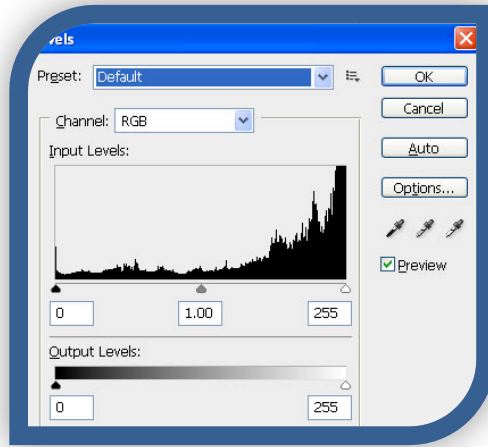 vels
Preset: Default
OK
Cancel
Channel: RGB
Auto
Input Levels:
Options...
Preview
0 1.00 255
Output Levels:
0 255